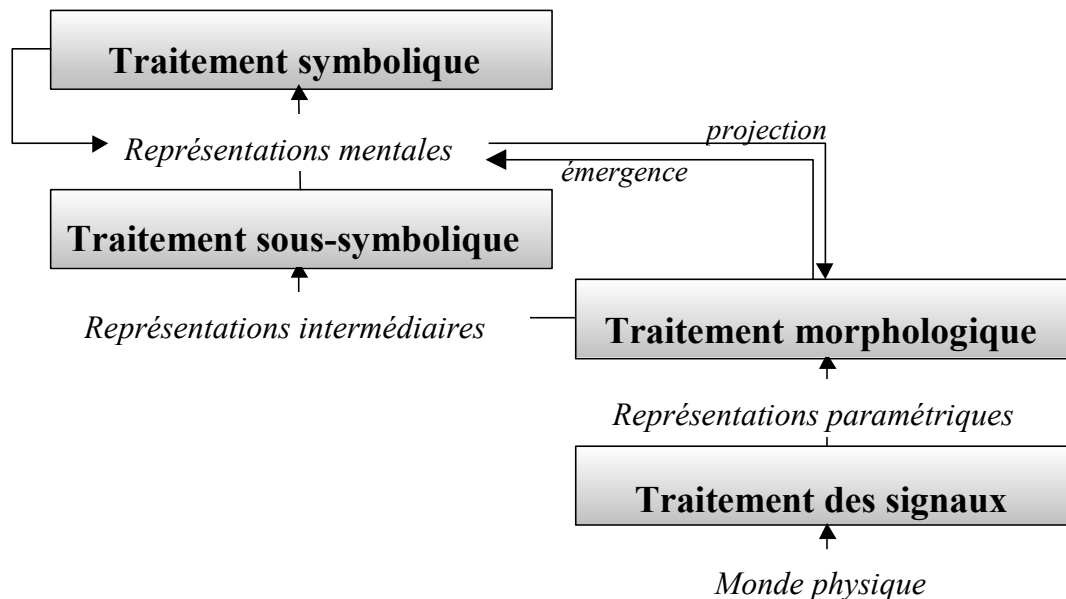 Traitement symbolique
projection
Représentations mentales
émergence
Traitement sous-symbolique
Représentations intermédiaires
Traitement morphologique
Représentations paramétriques
Traitement des signaux
Monde physique